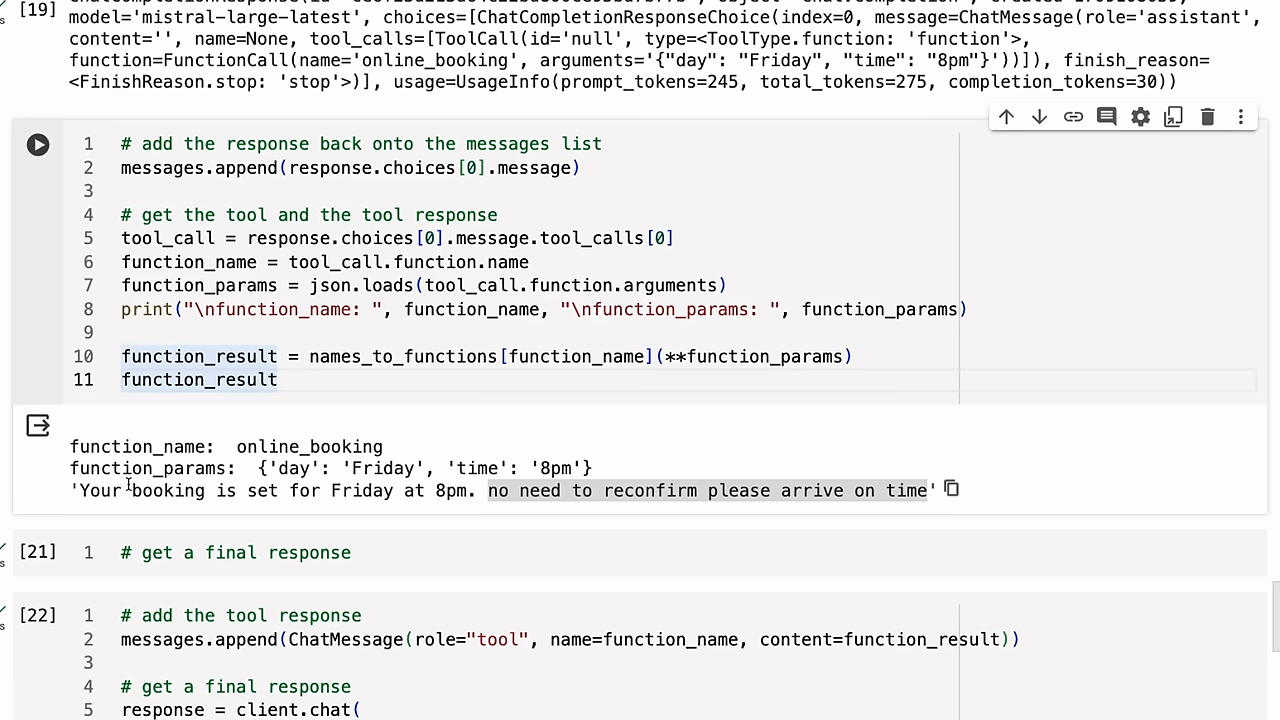 [19]
model='mistral-large-latest', choices=[ChatCompletionResponseChoice(index=0, message=ChatMessage(role='assistant',
content='', name=None, tool_calls=[ToolCall(id='null', type=<ToolType.function: 'function'>,
function=FunctionCall(name='online_booking', arguments='{"day": "Friday", "time": "8pm"}'))]), finish_reason=
<FinishReason.stop: 'stop'>)], usage=UsageInfo(prompt_tokens=245, total_tokens=275, completion_tokens=30))
1 # add the response back onto the messages list
2 messages.append(response.choices[0].message)
3
4 # get the tool and the tool response
5 tool_call = response.choices[0].message.tool_calls[0]
6 function_name = tool_call.function.name
7 function_params = json.loads(tool_call.function.arguments)
8 print("\nfunction_name: ", function_name, "\nfunction_params: ", function_params)
9
10 function_result = names_to_functions[function_name](**function_params)
11 function_result
function_name:  online_booking
function_params:  {'day': 'Friday', 'time': '8pm'}
'Your booking is set for Friday at 8pm. no need to reconfirm please arrive on time'
[21] 1 # get a final response
[22] 1 # add the tool response
2 messages.append(ChatMessage(role="tool", name=function_name, content=function_result))
3
4 # get a final response
5 response = client.chat(